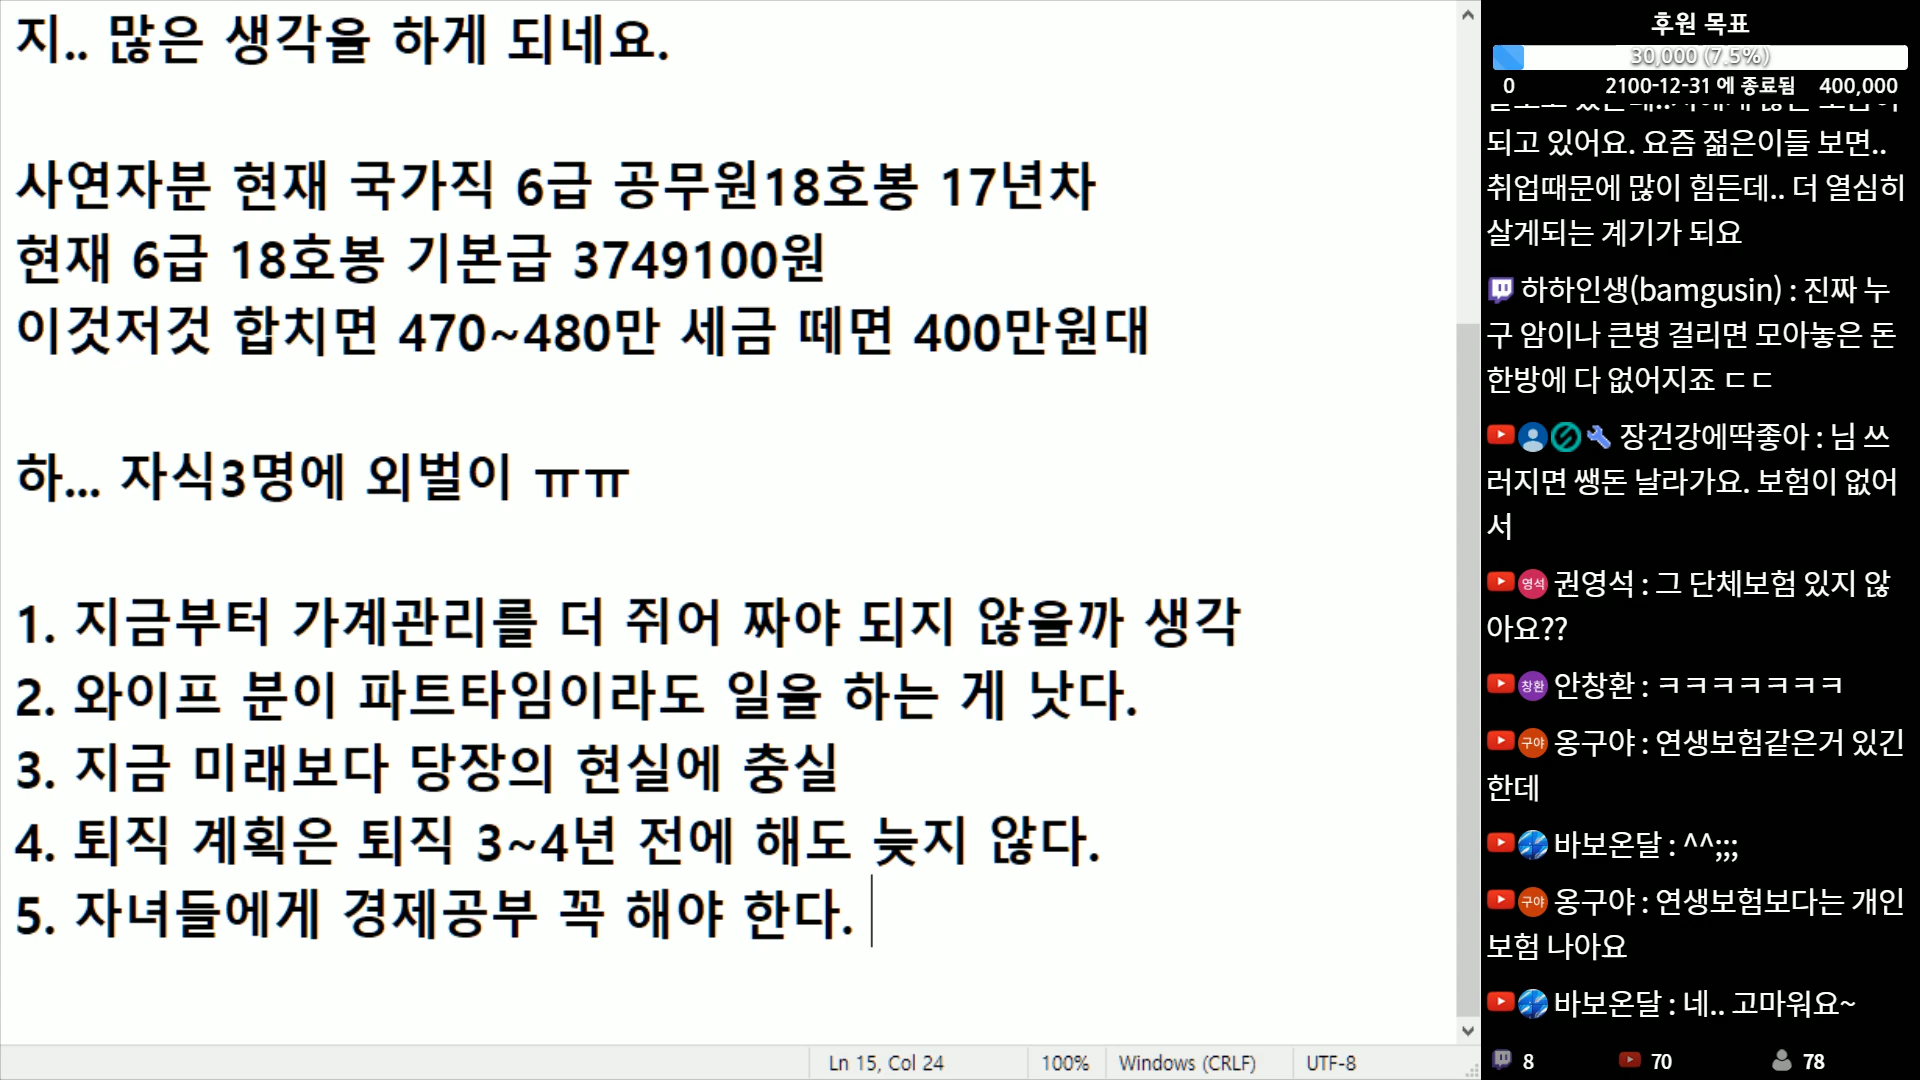 지.. 많은 생각을 하게 되네요.
사연자분 현재 국가직 6급 공무원18호봉 17년차
현재 6급 18호봉 기본급 3749100원
이것저것 합치면 470~480만 세금 떼면 400만원대
하... 자식3명에 외벌이 ㅠㅠ
1. 지금부터 가계관리를 더 쥐어 짜야 되지 않을까 생각
2. 와이프 분이 파트타임이라도 일을 하는 게 낫다.
3. 지금 미래보다 당장의 현실에 충실
4. 퇴직 계획은 퇴직 3~4년 전에 해도 늦지 않다.
5. 자녀들에게 경제공부 꼭 해야 한다.
Ln 15, Col 24
100%
Windows (CRLF)
UTF-8
후원 목표
30,000 (7.5%)
0 2100-12-31 에 종료됨 400,000
되고 있어요. 요즘 젊은이들 보면..
취업때문에 많이 힘든데.. 더 열심히
살게되는 계기가 되요
하하인생(bamgusin) : 진짜 누
구 암이나 큰병 걸리면 모아놓은 돈
한방에 다 없어지죠 ㄷㄷ
장건강에딱좋아 : 님 쓰
러지면 쌩돈 날라가요. 보험이 없어
서
영석 권영석 : 그 단체보험 있지 않
아요??
창환 안창환 : ㅋㅋㅋㅋㅋㅋㅋ
구야 옹구야 : 연생보험같은거 있긴
한데
바보온달 : ^^;;;
구야 옹구야 : 연생보험보다는 개인
보험 나아요
바보온달 : 네.. 고마워요~
8 70 78